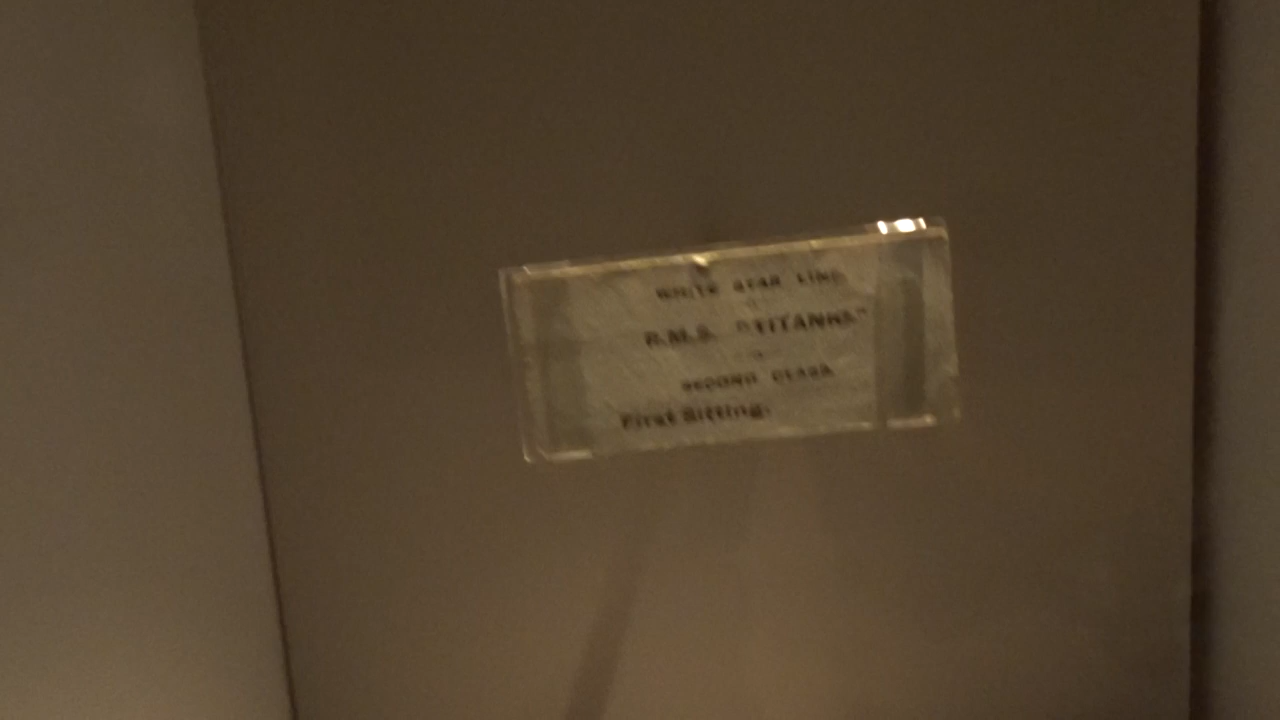 WHITE STAR LINE
R.M.S. "TITANIC"
SECOND CLASS
First Sitting.